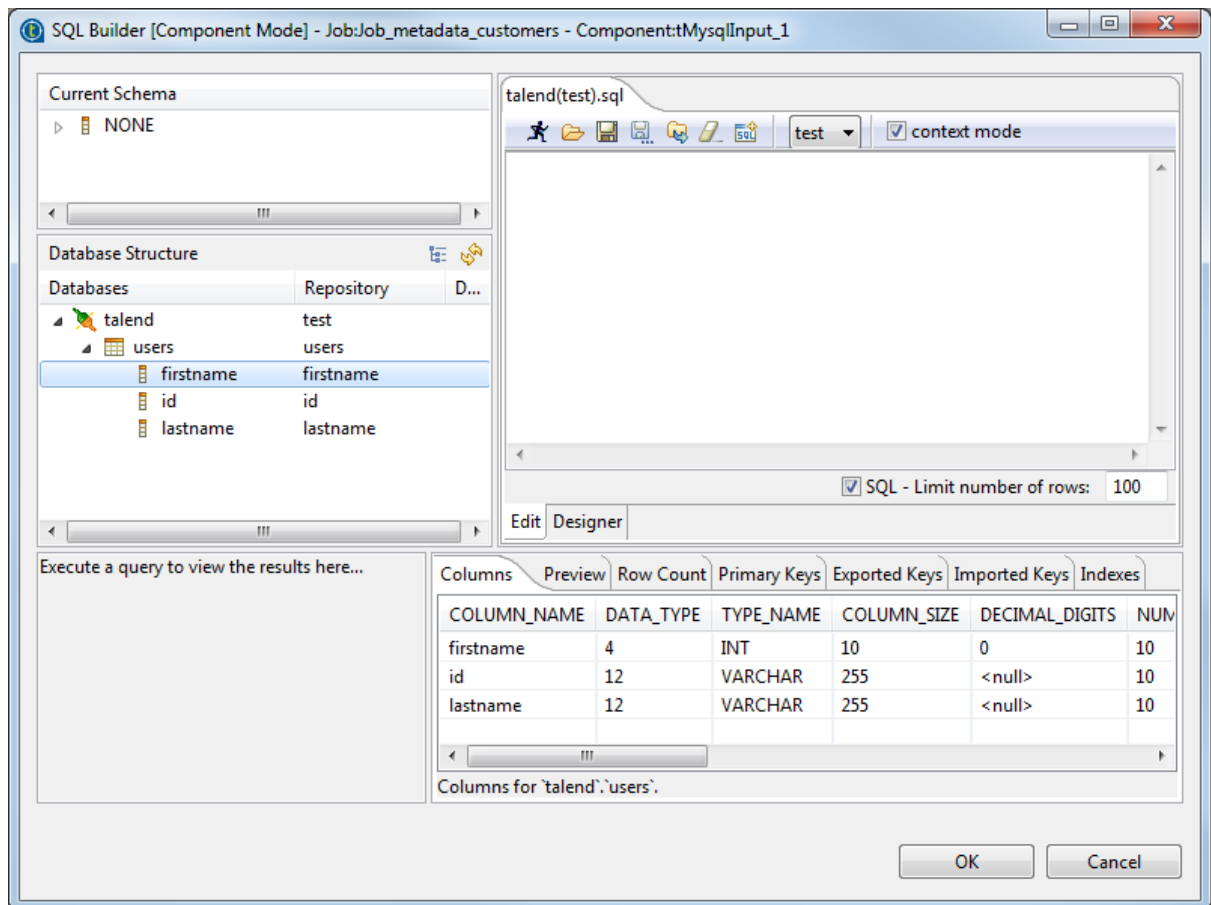 SQL Builder [Component Mode] - Job:Job_metadata_customers - Component:tMysqlInput_1
Current Schema
NONE
Database Structure
Databases Repository D...
talend test
users users
firstname firstname
id id
lastname lastname
talend(test).sql
SQL test context mode
SQL - Limit number of rows: 100
Edit Designer
Execute a query to view the results here...
Columns Preview Row Count Primary Keys Exported Keys Imported Keys Indexes
COLUMN_NAME DATA_TYPE TYPE_NAME COLUMN_SIZE DECIMAL_DIGITS NUM
firstname 4 INT 10 0 10
id 12 VARCHAR 255 <null> 10
lastname 12 VARCHAR 255 <null> 10
Columns for `talend`.`users`.
OK Cancel